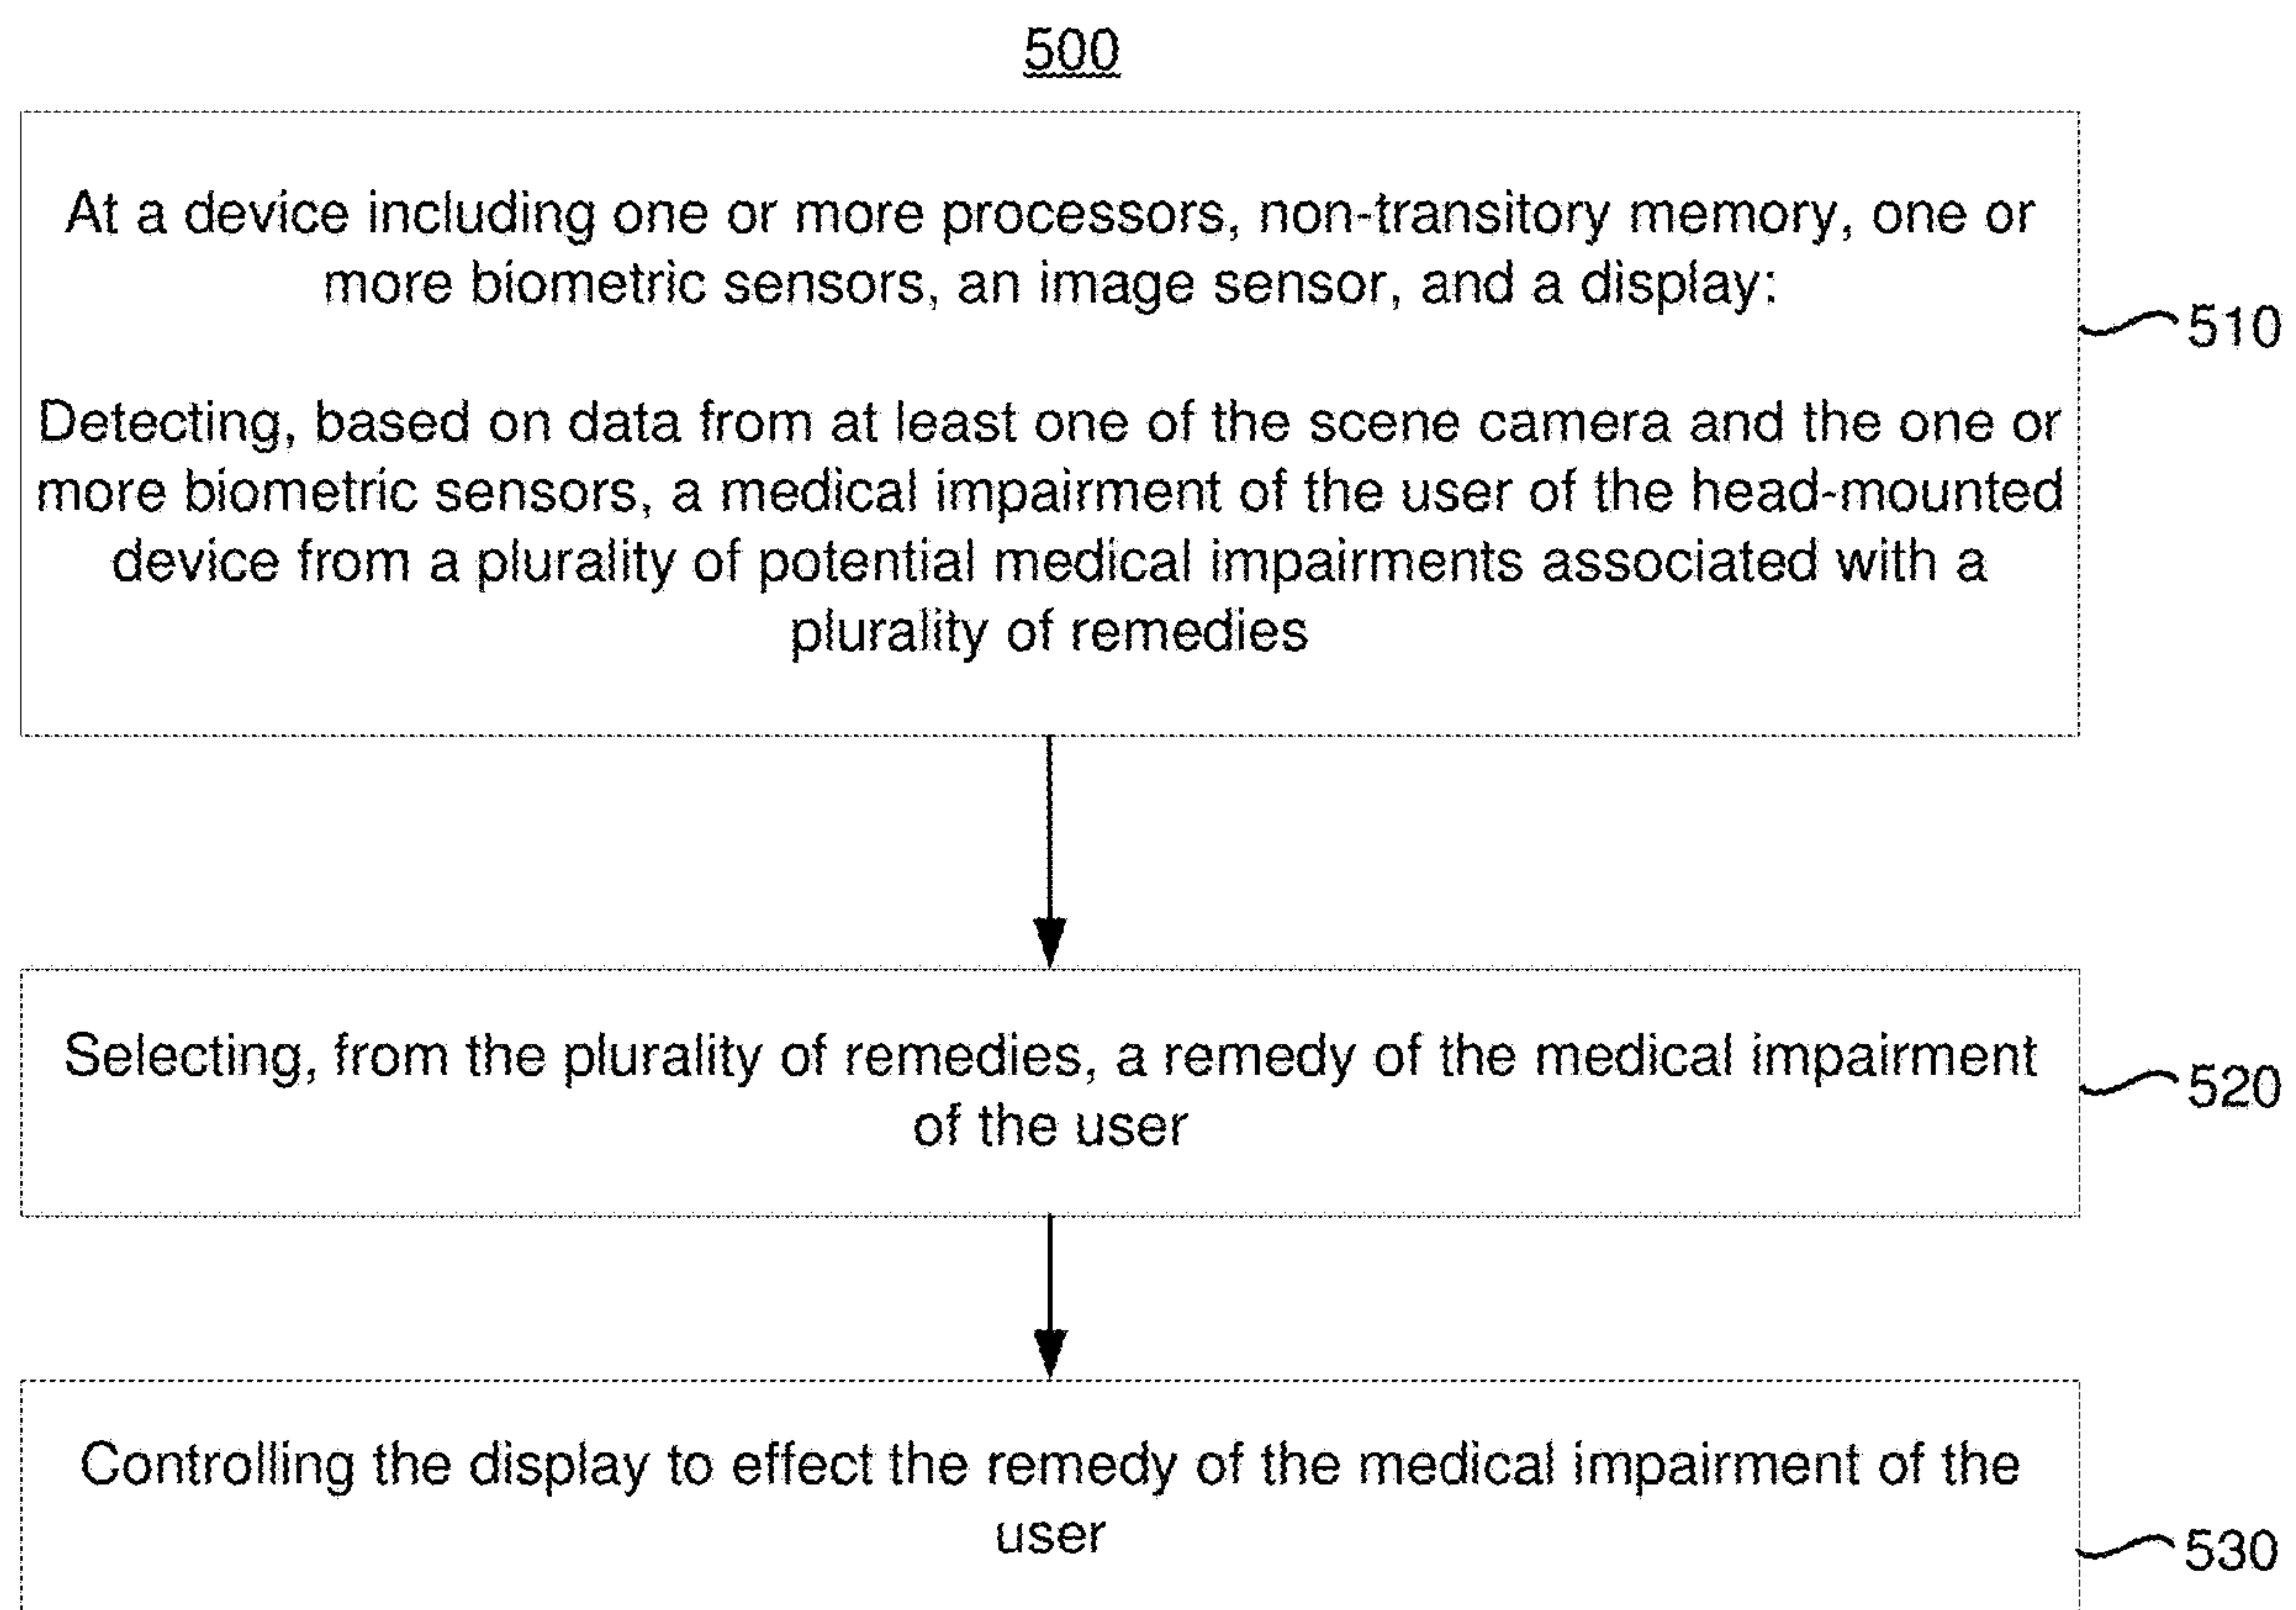 500
At a device including one or more processors, non-transitory memory, one or
more biometric sensors, an image sensor, and a display:
510
Detecting, based on data from at least one of the scene camera and the one or
more biometric sensors, a medical impairment of the user of the head-mounted
device from a plurality of potential medical impairments associated with a
plurality of remedies
Selecting, from the plurality of remedies, a remedy of the medical impairment
of the user
520
Controlling the display to effect the remedy of the medical impairment of the
user
530